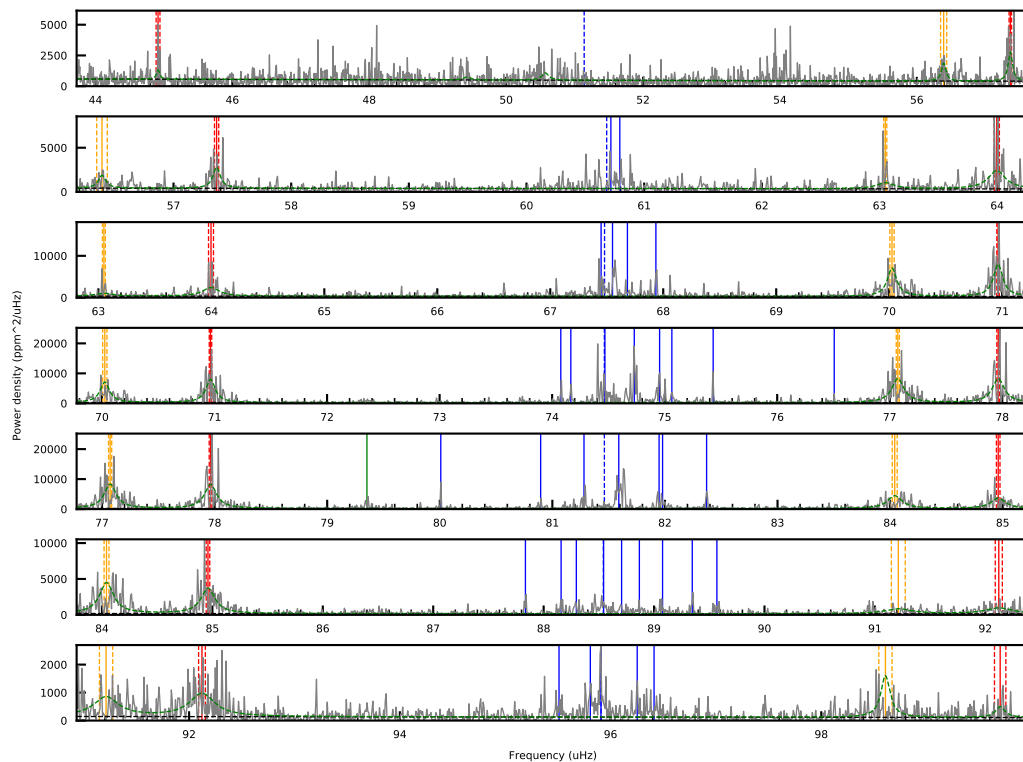 5000
2500
0
44 46 48 50 52 54 56
5000
0
57 58 59 60 61 62 63 64
10000
0
63 64 65 66 67 68 69 70 71
20000
10000
0
70 71 72 73 74 75 76 77 78
20000
10000
0
77 78 79 80 81 82 83 84 85
10000
5000
0
84 85 86 87 88 89 90 91 92
2000
1000
0
92 94 96 98
Power density (ppm^2/uHz)
Frequency (uHz)